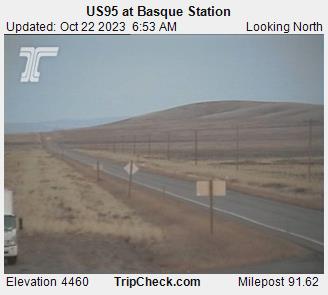 US95 at Basque Station
Updated: Oct 22 2023 6:53 AM Looking North
Elevation 4460 TripCheck.com Milepost 91.62